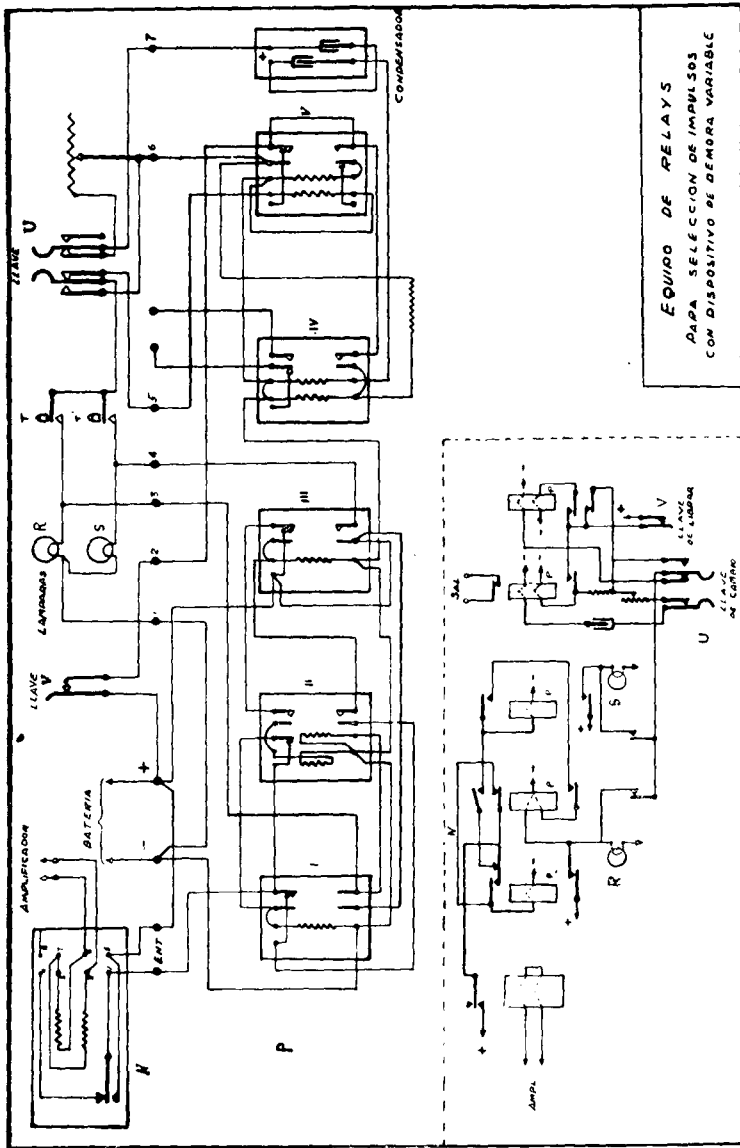 EQUIPO DE RELAYS
PARA SELECCION DE IMPULSOS
CON DISPOSITIVO DE DEMORA VARIABLE
AMPLIFICADOR
BATERIA
-
+
ENT
N
LLAVE
V
LAMPARAS
R
S
T
T
LLAVE
U
1
2
3
4
5
6
7
P
I
II
III
IV
V
+
CONDENSADOR
AMPL
+
N
P
P
P
P
P
+
R
+
S
SAL
U
LLAVE
DE CAMBIO
+
V
LLAVE
DE LIBRAR